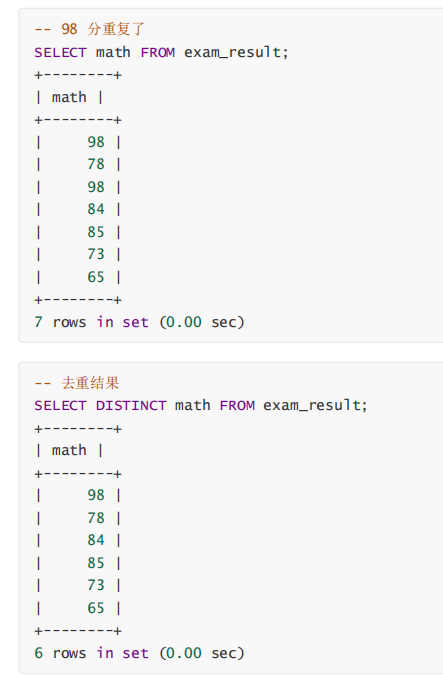 -- 98 分重复了
SELECT math FROM exam_result;
+--------+
| math |
+--------+
|     98 |
|     78 |
|     98 |
|     84 |
|     85 |
|     73 |
|     65 |
+--------+
7 rows in set (0.00 sec)
-- 去重结果
SELECT DISTINCT math FROM exam_result;
+--------+
| math |
+--------+
|     98 |
|     78 |
|     84 |
|     85 |
|     73 |
|     65 |
+--------+
6 rows in set (0.00 sec)